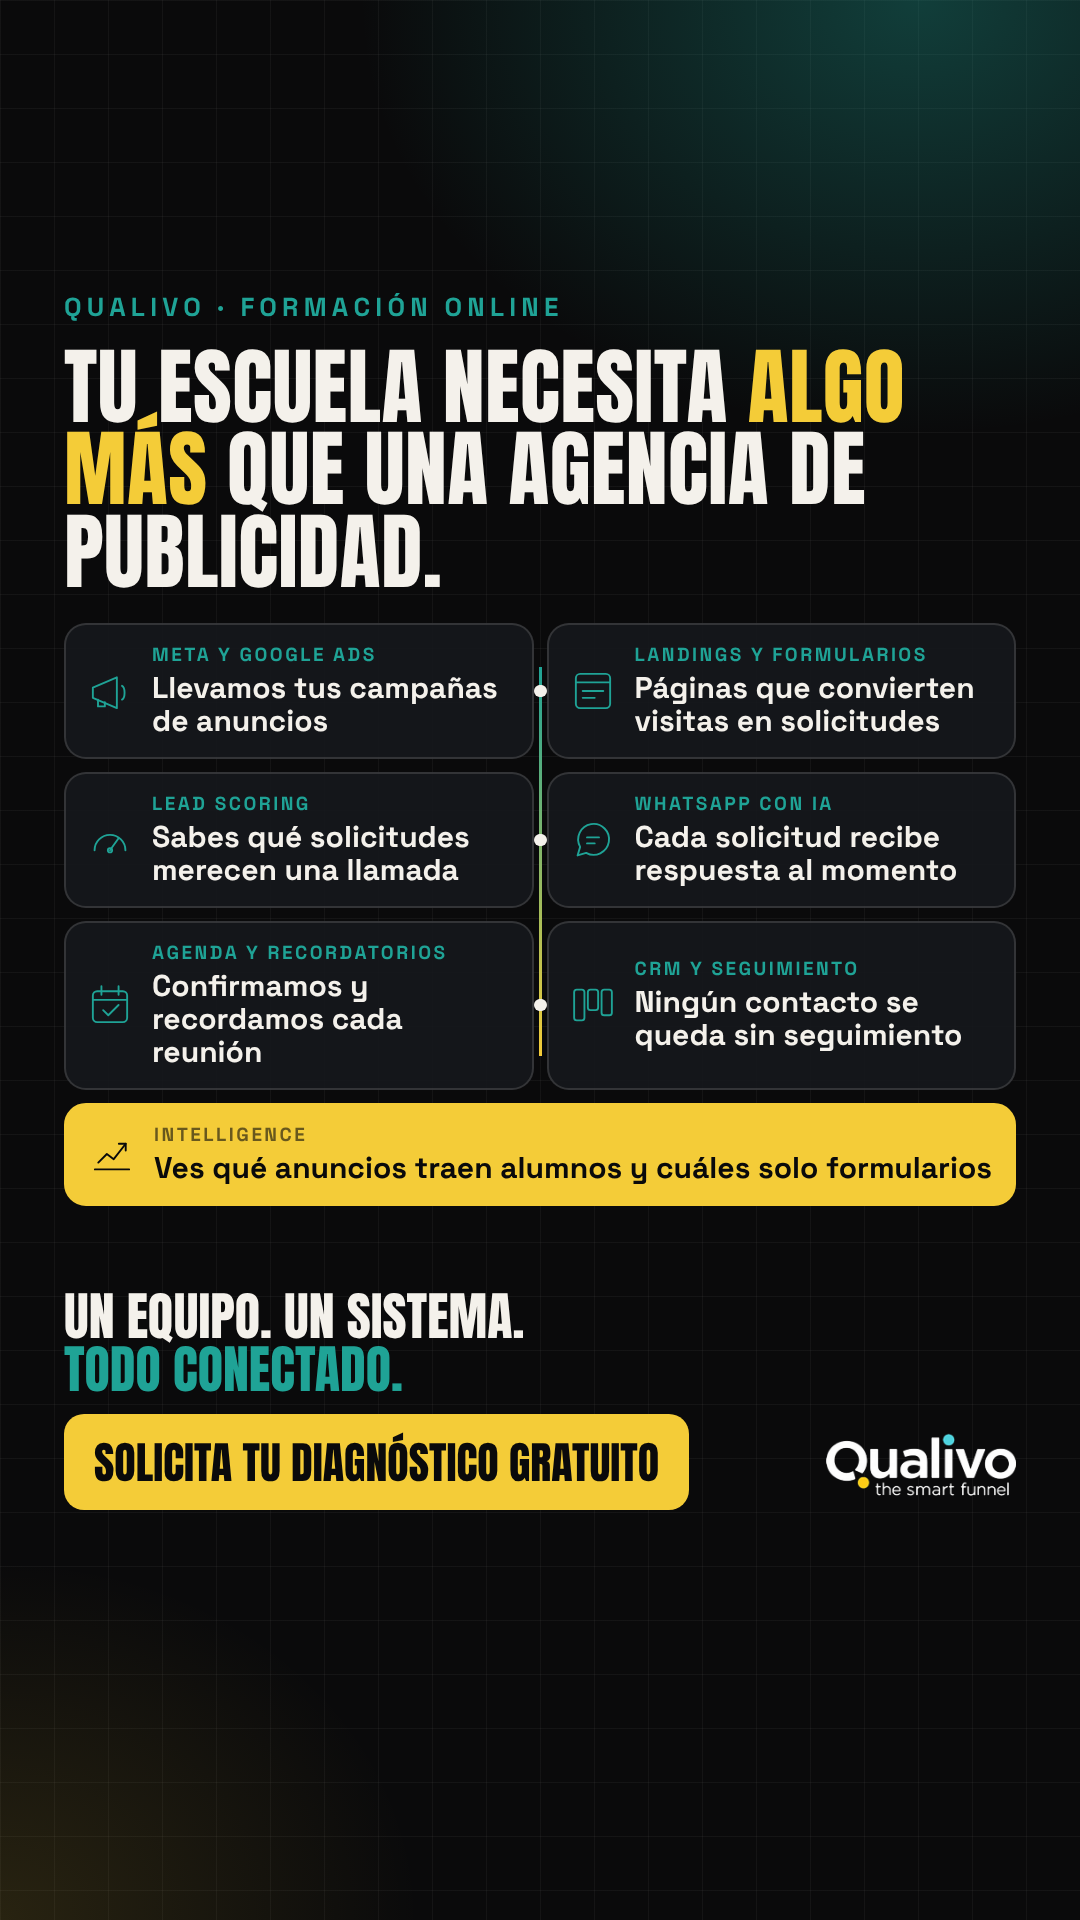 QUALIVO · FORMACIÓN ONLINE
TU ESCUELA NECESITA ALGO
MÁS QUE UNA AGENCIA DE
PUBLICIDAD.
META Y GOOGLE ADS
Llevamos tus campañas
de anuncios
LANDINGS Y FORMULARIOS
Páginas que convierten
visitas en solicitudes
LEAD SCORING
Sabes qué solicitudes
merecen una llamada
WHATSAPP CON IA
Cada solicitud recibe
respuesta al momento
AGENDA Y RECORDATORIOS
Confirmamos y
recordamos cada
reunión
CRM Y SEGUIMIENTO
Ningún contacto se
queda sin seguimiento
INTELLIGENCE
Ves qué anuncios traen alumnos y cuáles solo formularios
UN EQUIPO. UN SISTEMA.
TODO CONECTADO.
SOLICITA TU DIAGNÓSTICO GRATUITO
Qualivo
the smart funnel